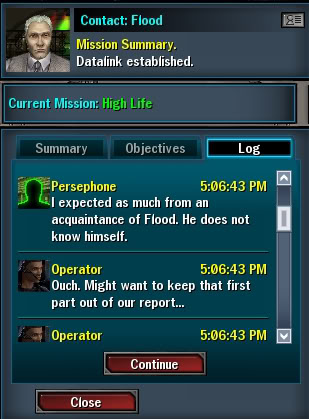 Contact: Flood
Mission Summary.
Datalink established.
Current Mission: High Life
Summary Objectives Log
Persephone 5:06:43 PM
I expected as much from an
acquaintance of Flood. He does not
know himself.
Operator 5:06:43 PM
Ouch. Might want to keep that first
part out of our report...
Operator 5:06:43 PM
Continue
Close